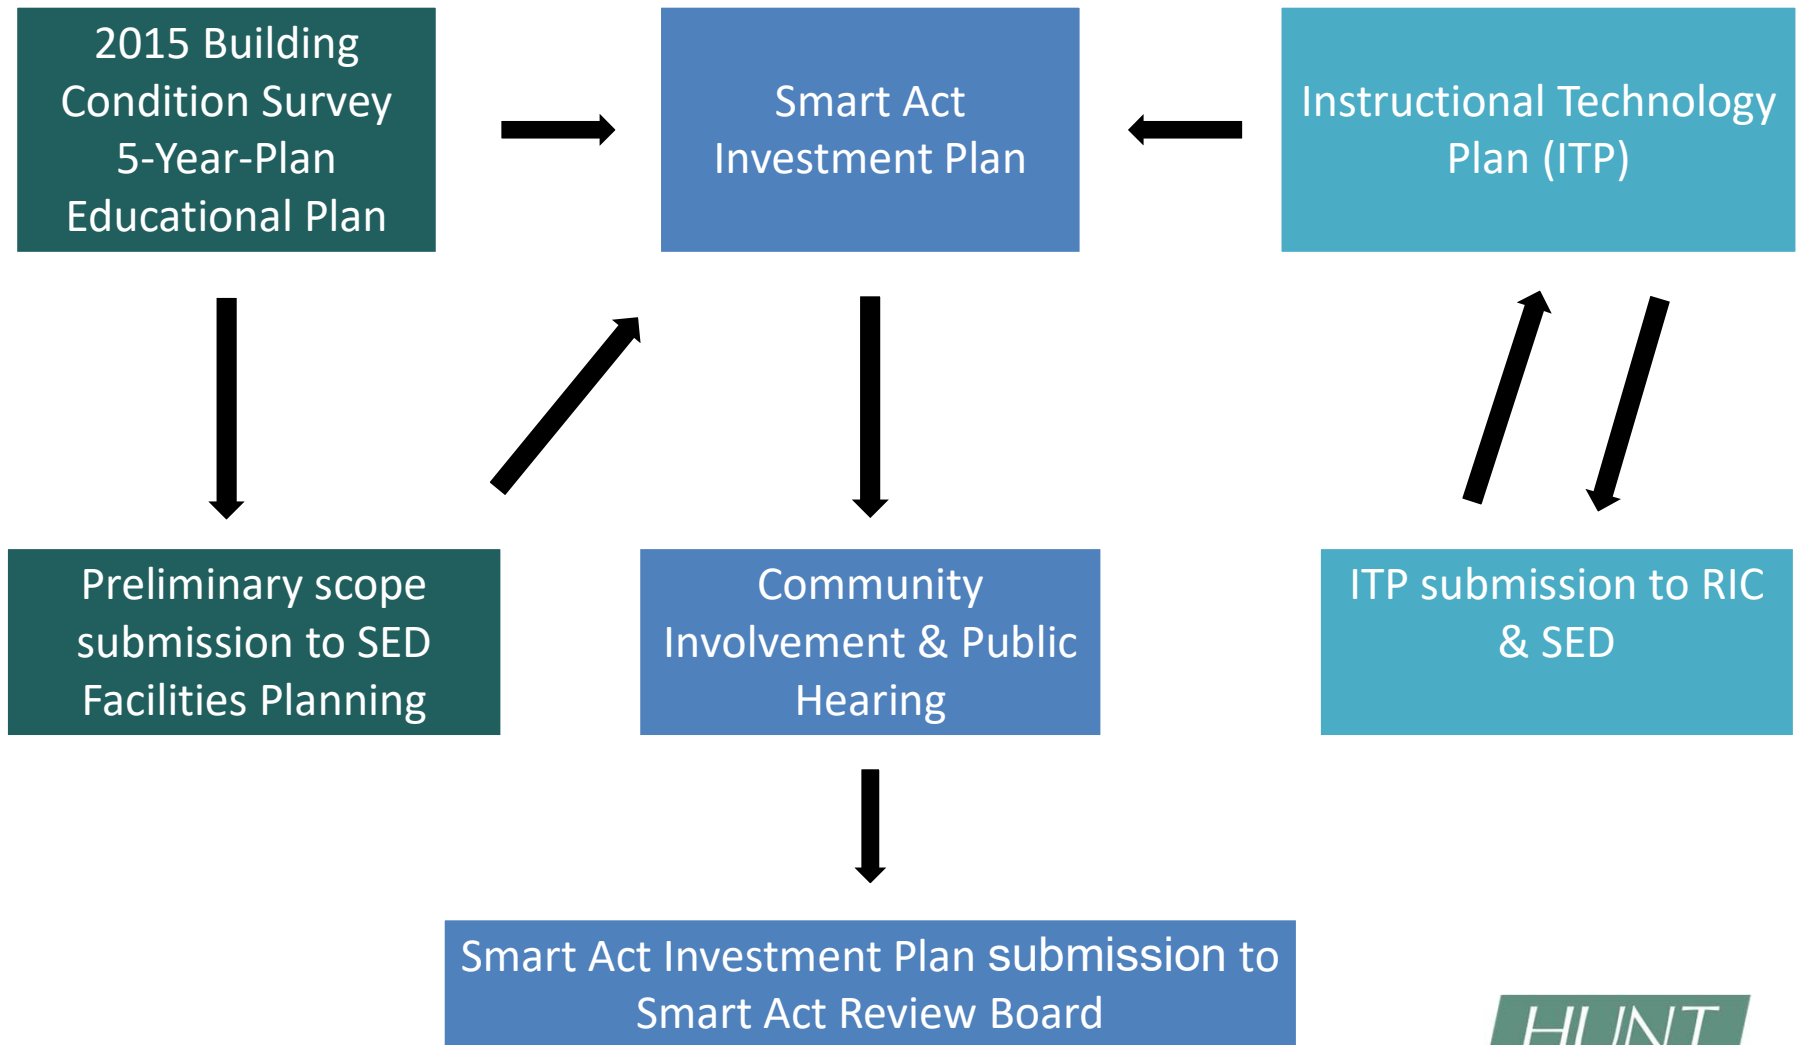 2015 Building
Condition Survey
5-Year-Plan
Educational Plan
Smart Act
Investment Plan
Instructional Technology
Plan (ITP)
Preliminary scope
submission to SED
Facilities Planning
Community
Involvement & Public
Hearing
ITP submission to RIC
& SED
Smart Act Investment Plan submission to
Smart Act Review Board
HUNT